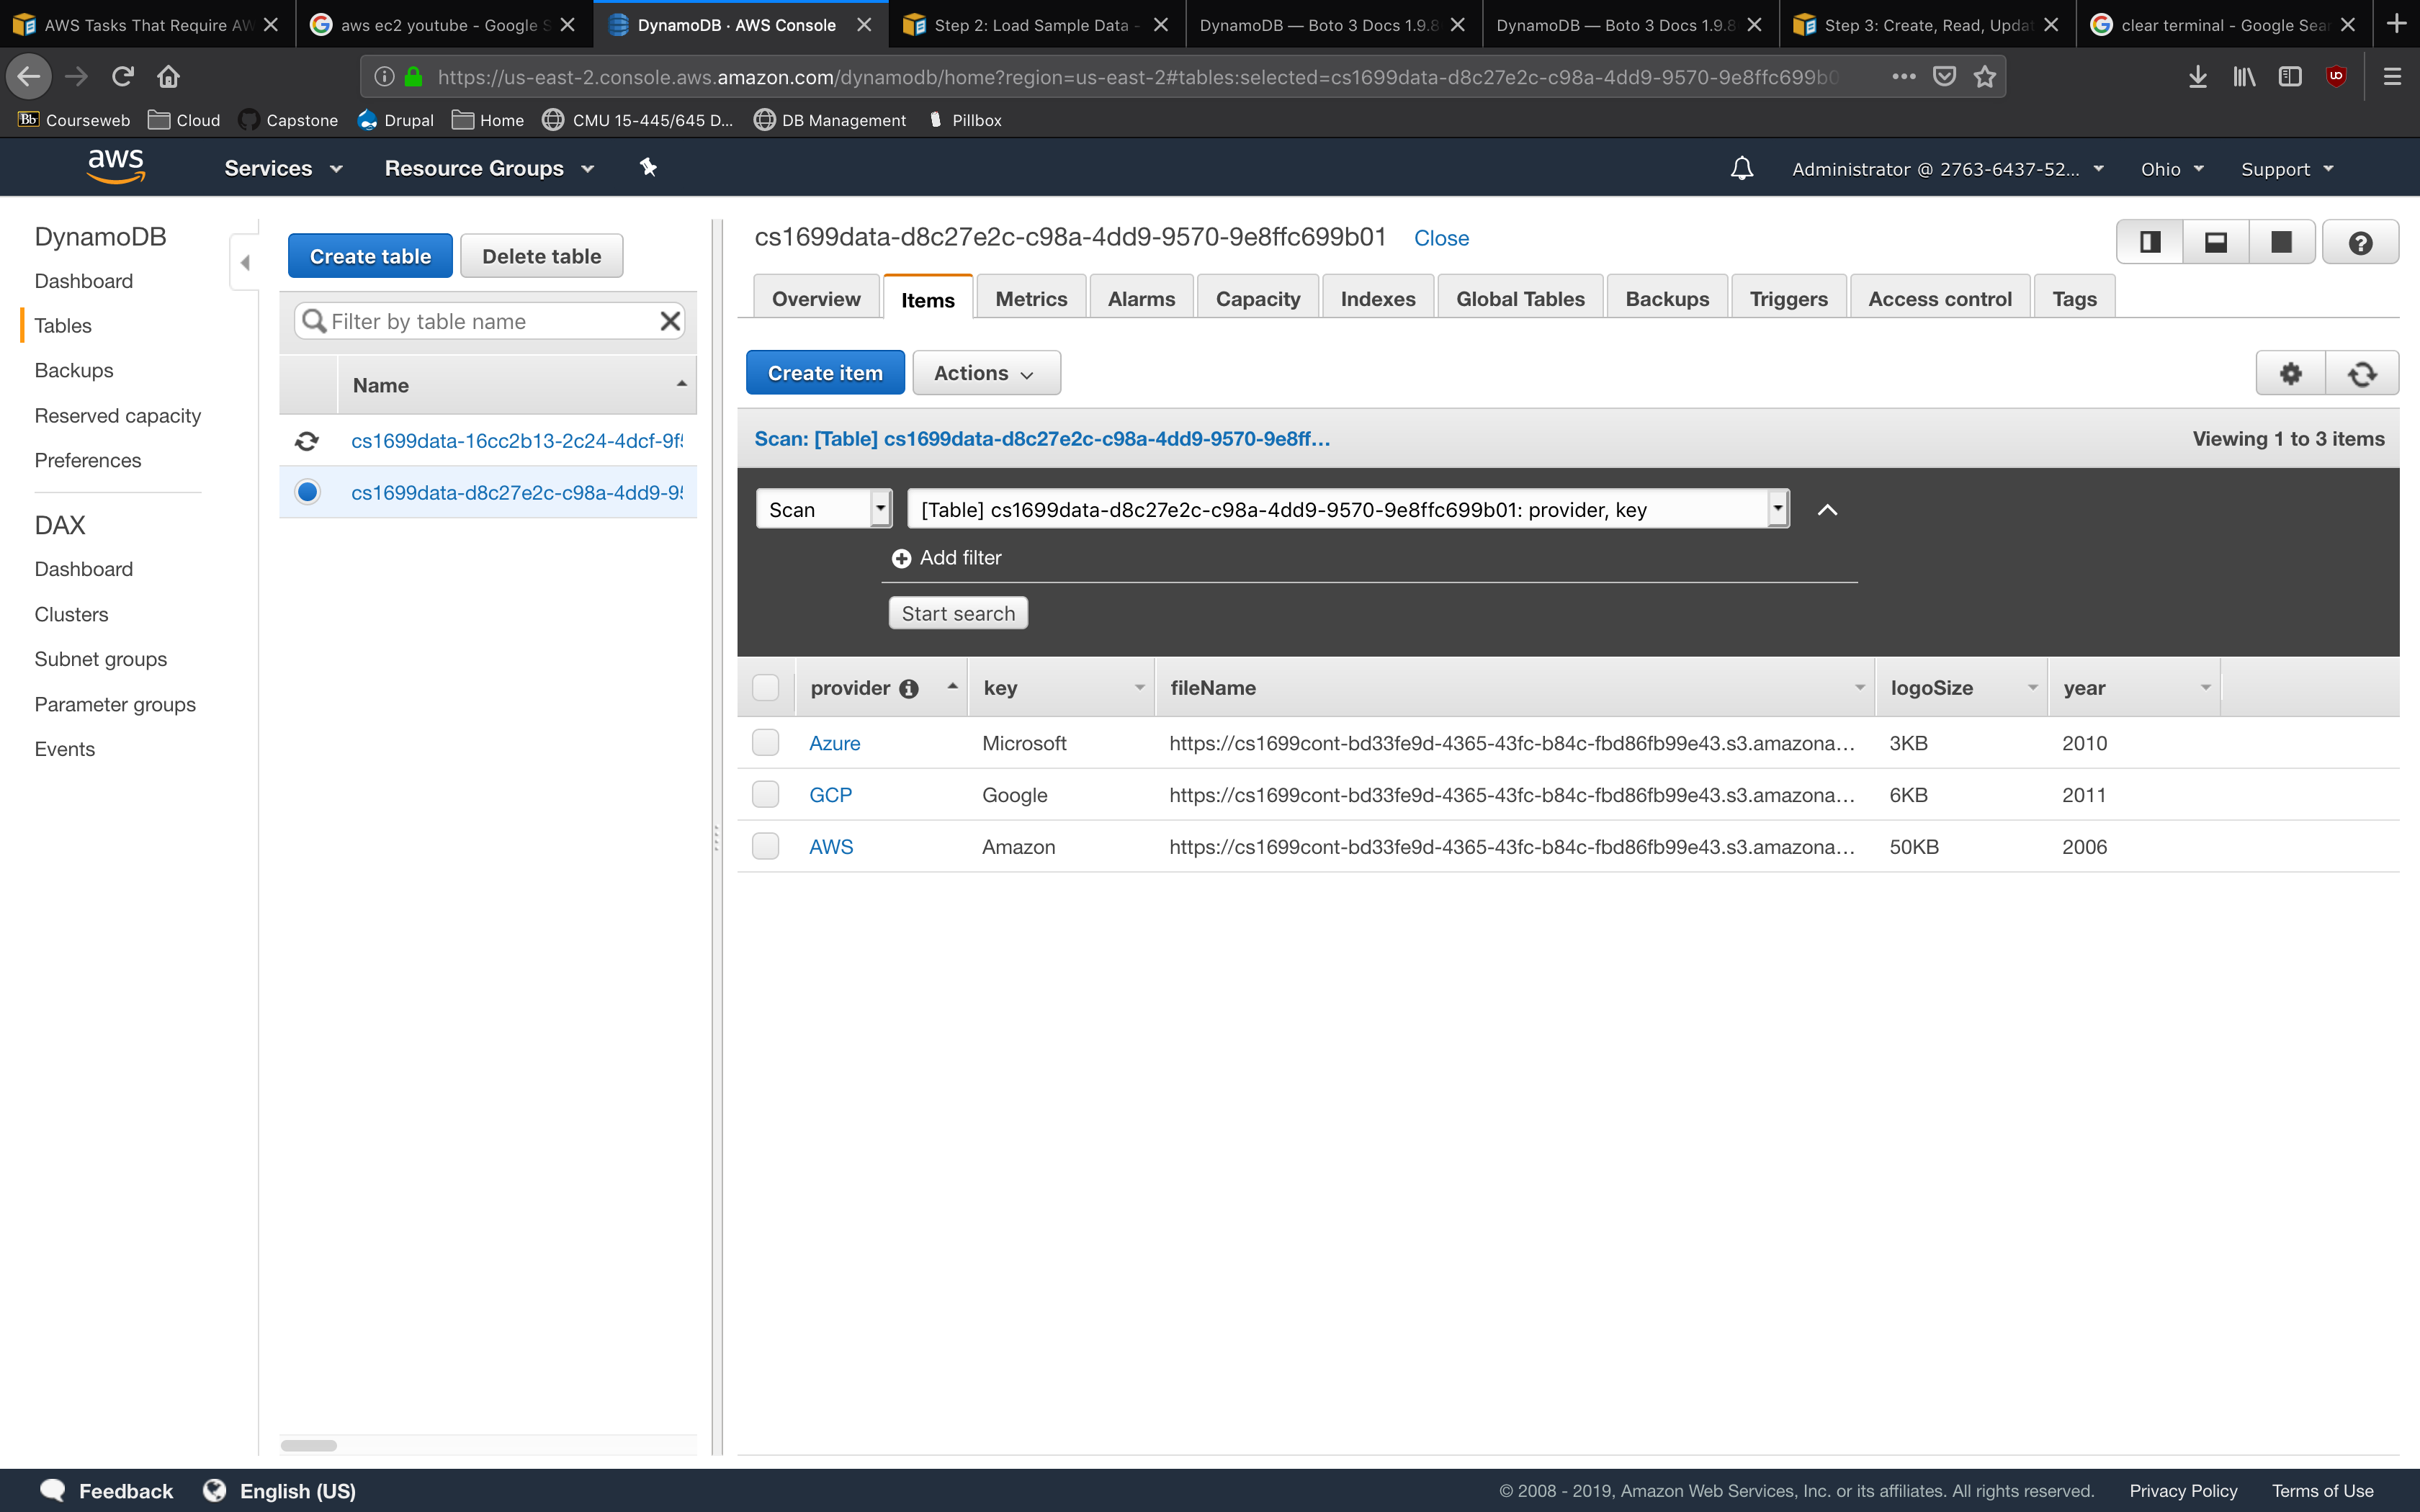 AWS Tasks That Require AW
aws ec2 youtube - Google S
DynamoDB · AWS Console
Step 2: Load Sample Data -
DynamoDB — Boto 3 Docs 1.9.8
DynamoDB — Boto 3 Docs 1.9.8
Step 3: Create, Read, Updat
clear terminal - Google Sear
https://us-east-2.console.aws.amazon.com/dynamodb/home?region=us-east-2#tables:selected=cs1699data-d8c27e2c-c98a-4dd9-9570-9e8ffc699b0
Bb Courseweb
Cloud
Capstone
Drupal
Home
CMU 15-445/645 D...
DB Management
Pillbox
aws
Services
Resource Groups
Administrator @ 2763-6437-52...
Ohio
Support
DynamoDB
Dashboard
Tables
Backups
Reserved capacity
Preferences
DAX
Dashboard
Clusters
Subnet groups
Parameter groups
Events
Create table
Delete table
Filter by table name
Name
cs1699data-16cc2b13-2c24-4dcf-9f5
cs1699data-d8c27e2c-c98a-4dd9-95
cs1699data-d8c27e2c-c98a-4dd9-9570-9e8ffc699b01 Close
Overview
Items
Metrics
Alarms
Capacity
Indexes
Global Tables
Backups
Triggers
Access control
Tags
Create item
Actions
Scan: [Table] cs1699data-d8c27e2c-c98a-4dd9-9570-9e8ff...
Viewing 1 to 3 items
Scan
[Table] cs1699data-d8c27e2c-c98a-4dd9-9570-9e8ffc699b01: provider, key
Add filter
Start search
provider key fileName logoSize year
Azure Microsoft https://cs1699cont-bd33fe9d-4365-43fc-b84c-fbd86fb99e43.s3.amazona... 3KB 2010
GCP Google https://cs1699cont-bd33fe9d-4365-43fc-b84c-fbd86fb99e43.s3.amazona... 6KB 2011
AWS Amazon https://cs1699cont-bd33fe9d-4365-43fc-b84c-fbd86fb99e43.s3.amazona... 50KB 2006
Feedback
English (US)
© 2008 - 2019, Amazon Web Services, Inc. or its affiliates. All rights reserved.
Privacy Policy
Terms of Use